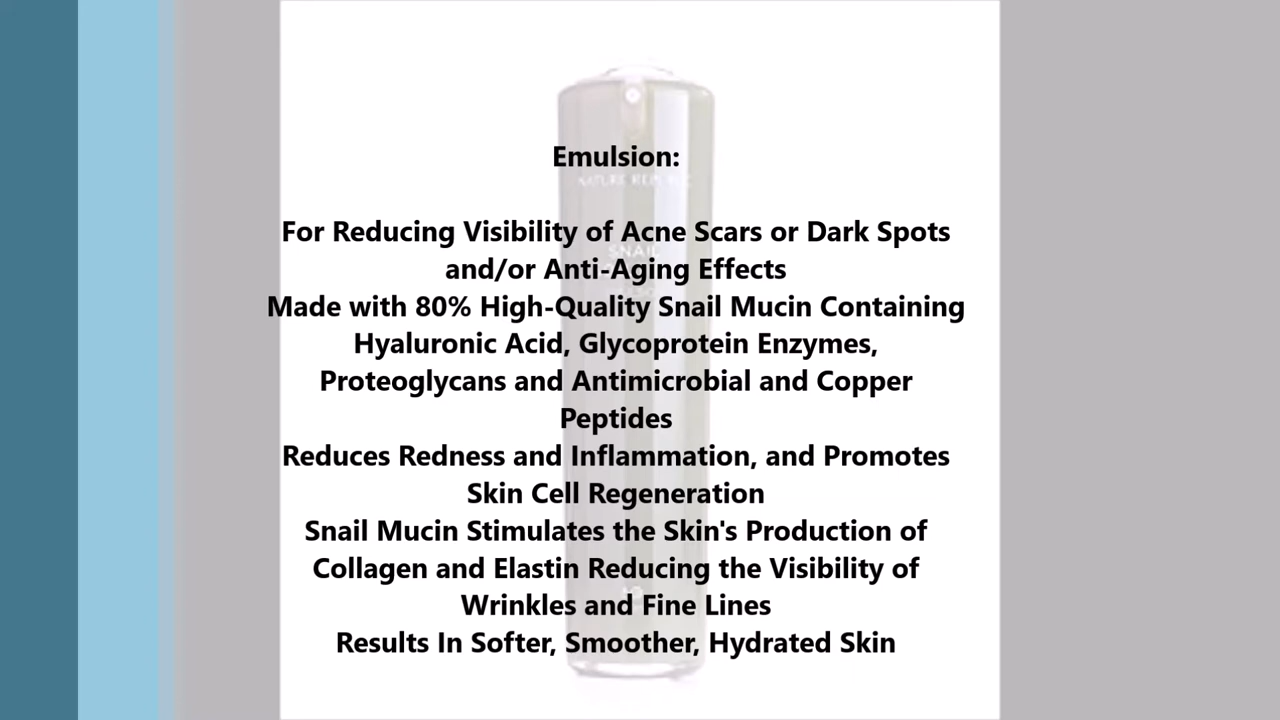 Emulsion:
NATURE REPUBLIC
For Reducing Visibility of Acne Scars or Dark Spots
SNAIL
and/or Anti-Aging Effects
Made with 80% High-Quality Snail Mucin Containing
Hyaluronic Acid, Glycoprotein Enzymes,
Proteoglycans and Antimicrobial and Copper
Peptides
Reduces Redness and Inflammation, and Promotes
Skin Cell Regeneration
Snail Mucin Stimulates the Skin's Production of
Collagen and Elastin Reducing the Visibility of
Wrinkles and Fine Lines
Results In Softer, Smoother, Hydrated Skin